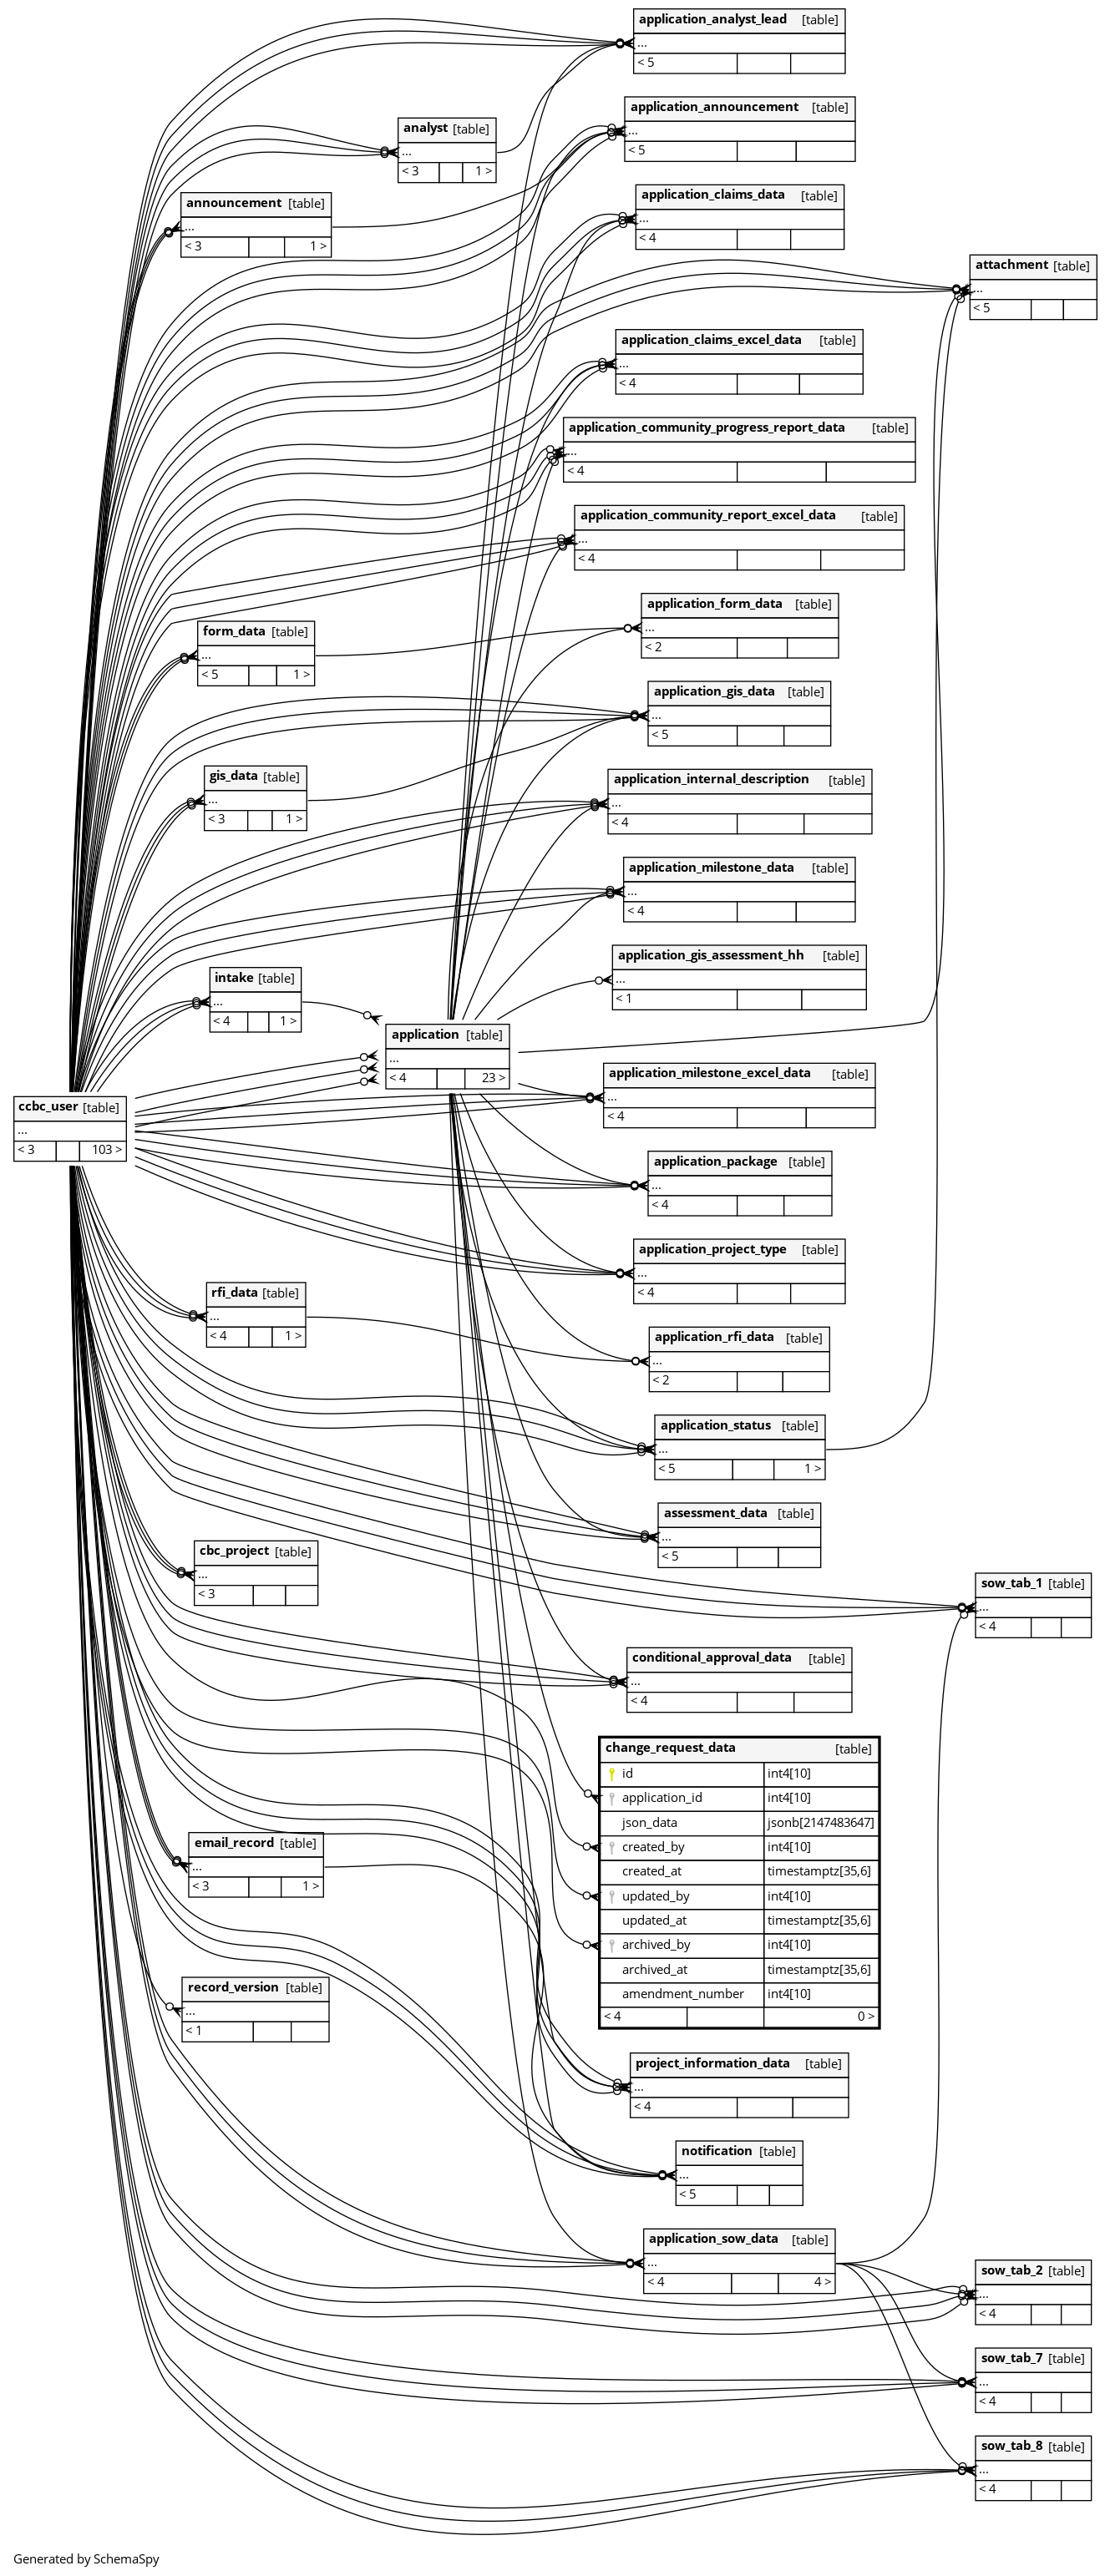 application_analyst_lead [table]
...
< 5
application_announcement [table]
...
< 5
analyst [table]
...
< 3 1 >
application_claims_data [table]
...
< 4
announcement [table]
...
< 3 1 >
attachment [table]
...
< 5
application_claims_excel_data [table]
...
< 4
application_community_progress_report_data [table]
...
< 4
application_community_report_excel_data [table]
...
< 4
application_form_data [table]
...
< 2
form_data [table]
...
< 5 1 >
application_gis_data [table]
...
< 5
gis_data [table]
...
< 3 1 >
application_internal_description [table]
...
< 4
application_milestone_data [table]
...
< 4
application_gis_assessment_hh [table]
...
< 1
intake [table]
...
< 4 1 >
application [table]
...
< 4 23 >
application_milestone_excel_data [table]
...
< 4
ccbc_user [table]
...
< 3 103 >
application_package [table]
...
< 4
application_project_type [table]
...
< 4
rfi_data [table]
...
< 4 1 >
application_rfi_data [table]
...
< 2
application_status [table]
...
< 5 1 >
assessment_data [table]
...
< 5
cbc_project [table]
...
< 3
sow_tab_1 [table]
...
< 4
conditional_approval_data [table]
...
< 4
change_request_data [table]
id int4[10]
application_id int4[10]
json_data jsonb[2147483647]
created_by int4[10]
created_at timestamptz[35,6]
updated_by int4[10]
updated_at timestamptz[35,6]
archived_by int4[10]
archived_at timestamptz[35,6]
amendment_number int4[10]
< 4 0 >
email_record [table]
...
< 3 1 >
record_version [table]
...
< 1
project_information_data [table]
...
< 4
notification [table]
...
< 5
application_sow_data [table]
...
< 4 4 >
sow_tab_2 [table]
...
< 4
sow_tab_7 [table]
...
< 4
sow_tab_8 [table]
...
< 4
Generated by SchemaSpy